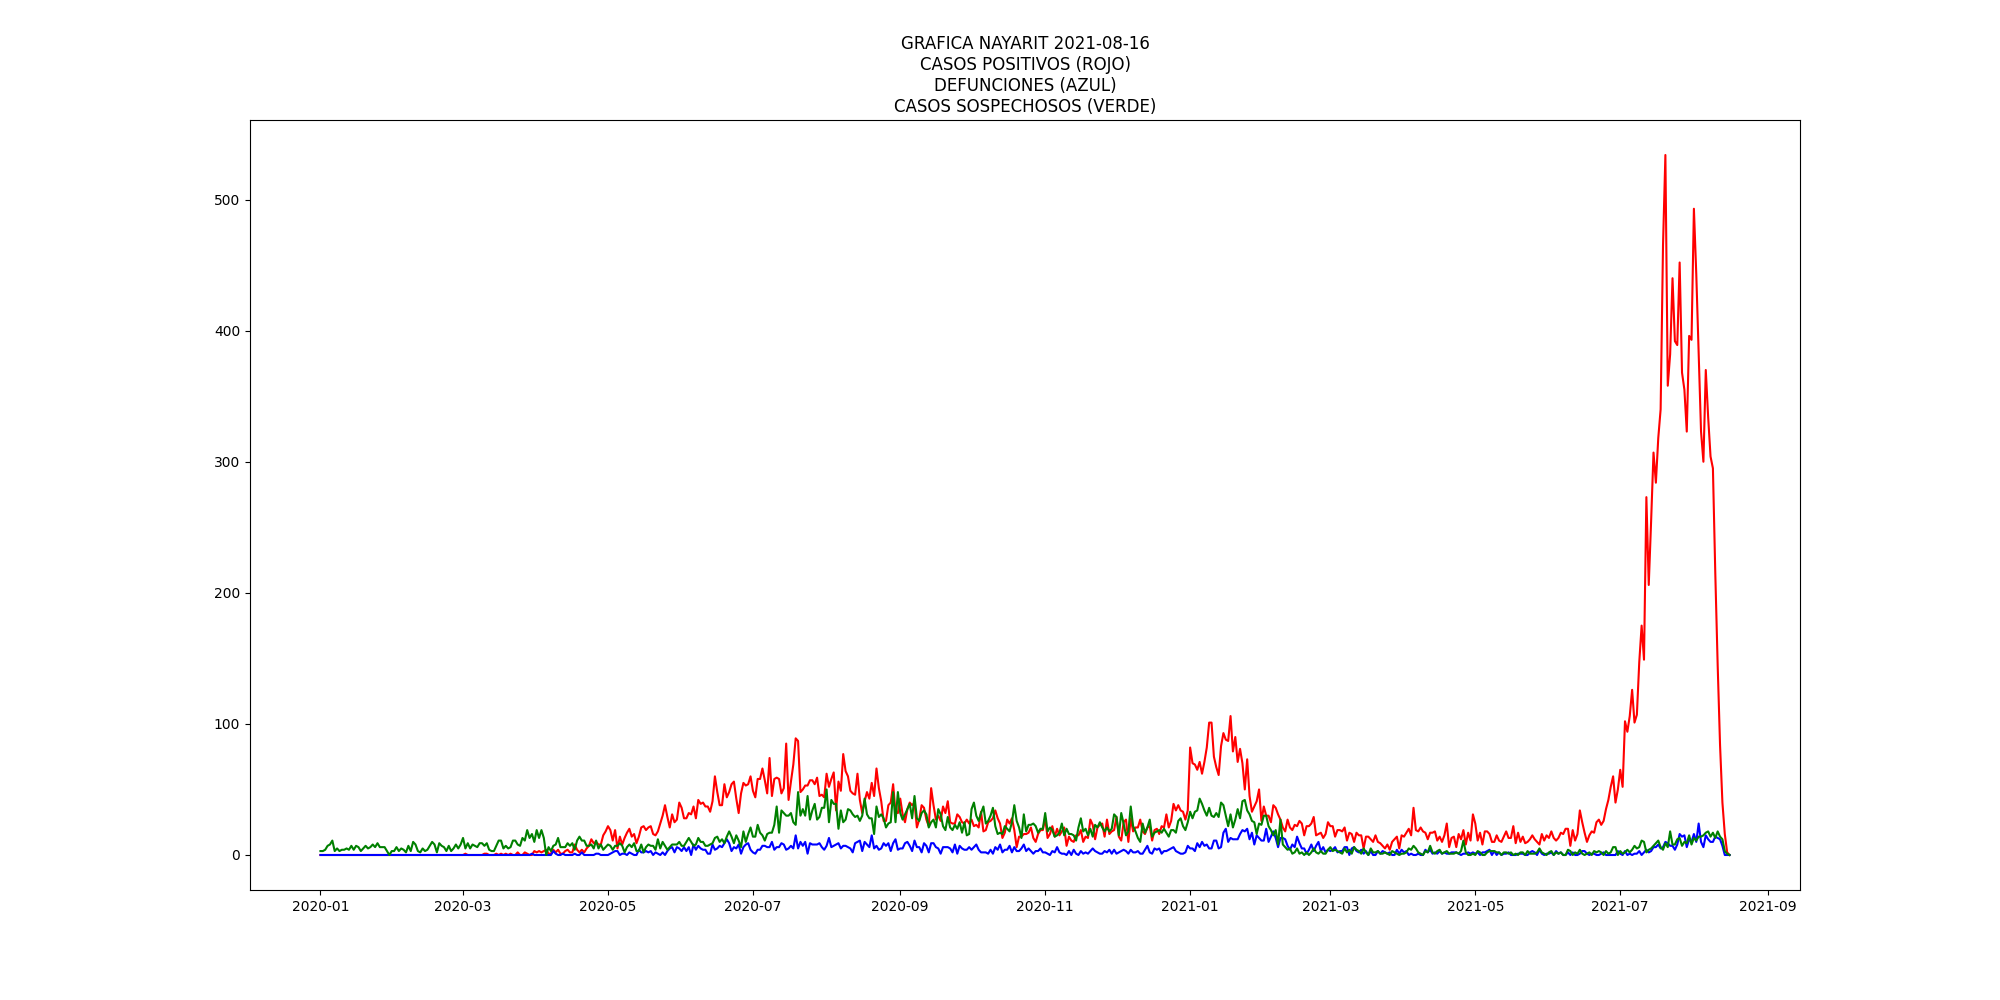 GRAFICA NAYARIT 2021-08-16
CASOS POSITIVOS (ROJO)
DEFUNCIONES (AZUL)
CASOS SOSPECHOSOS (VERDE)
500
400
300
200
100
0
2020-01 2020-03 2020-05 2020-07 2020-09 2020-11 2021-01 2021-03 2021-05 2021-07 2021-09